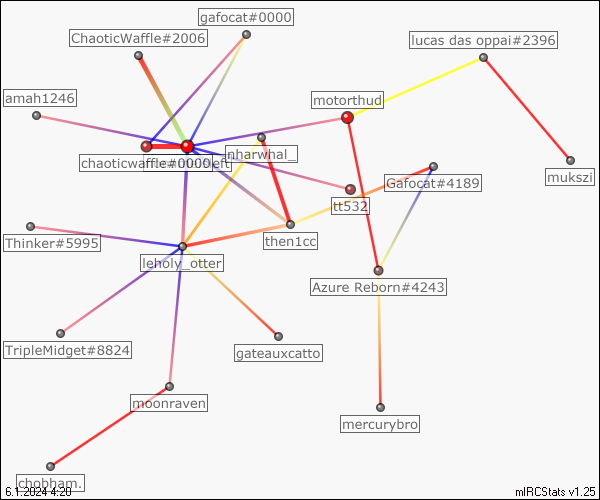 gafocat#0000
ChaoticWaffle#2006
lucas das oppai#2396
amah1246
motorthud
nharwhal_
chaoticwaffle#0000
left
Gafocat#4189
mukszi
tt532
Thinker#5995
then1cc
leholy_otter
Azure Reborn#4243
TripleMidget#8824
gateauxcatto
moonraven
mercurybro
chobham.
6.1.2024 4:20
mIRCStats v1.25